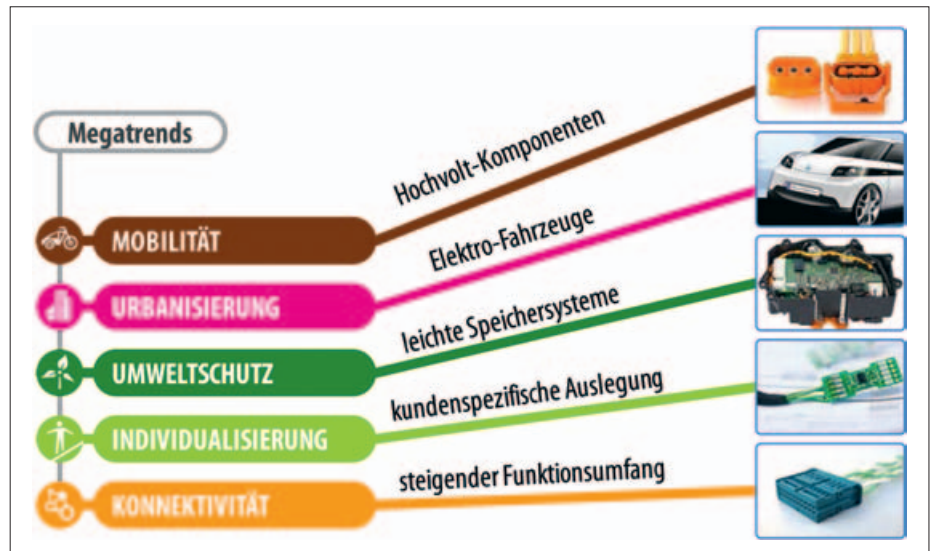 Megatrends
Hochvolt-Komponenten
MOBILITÄT
Elektro-Fahrzeuge
URBANISIERUNG
leichte Speichersysteme
UMWELTSCHUTZ
kundenspezifische Auslegung
INDIVIDUALISIERUNG
steigender Funktionsumfang
KONNEKTIVITÄT